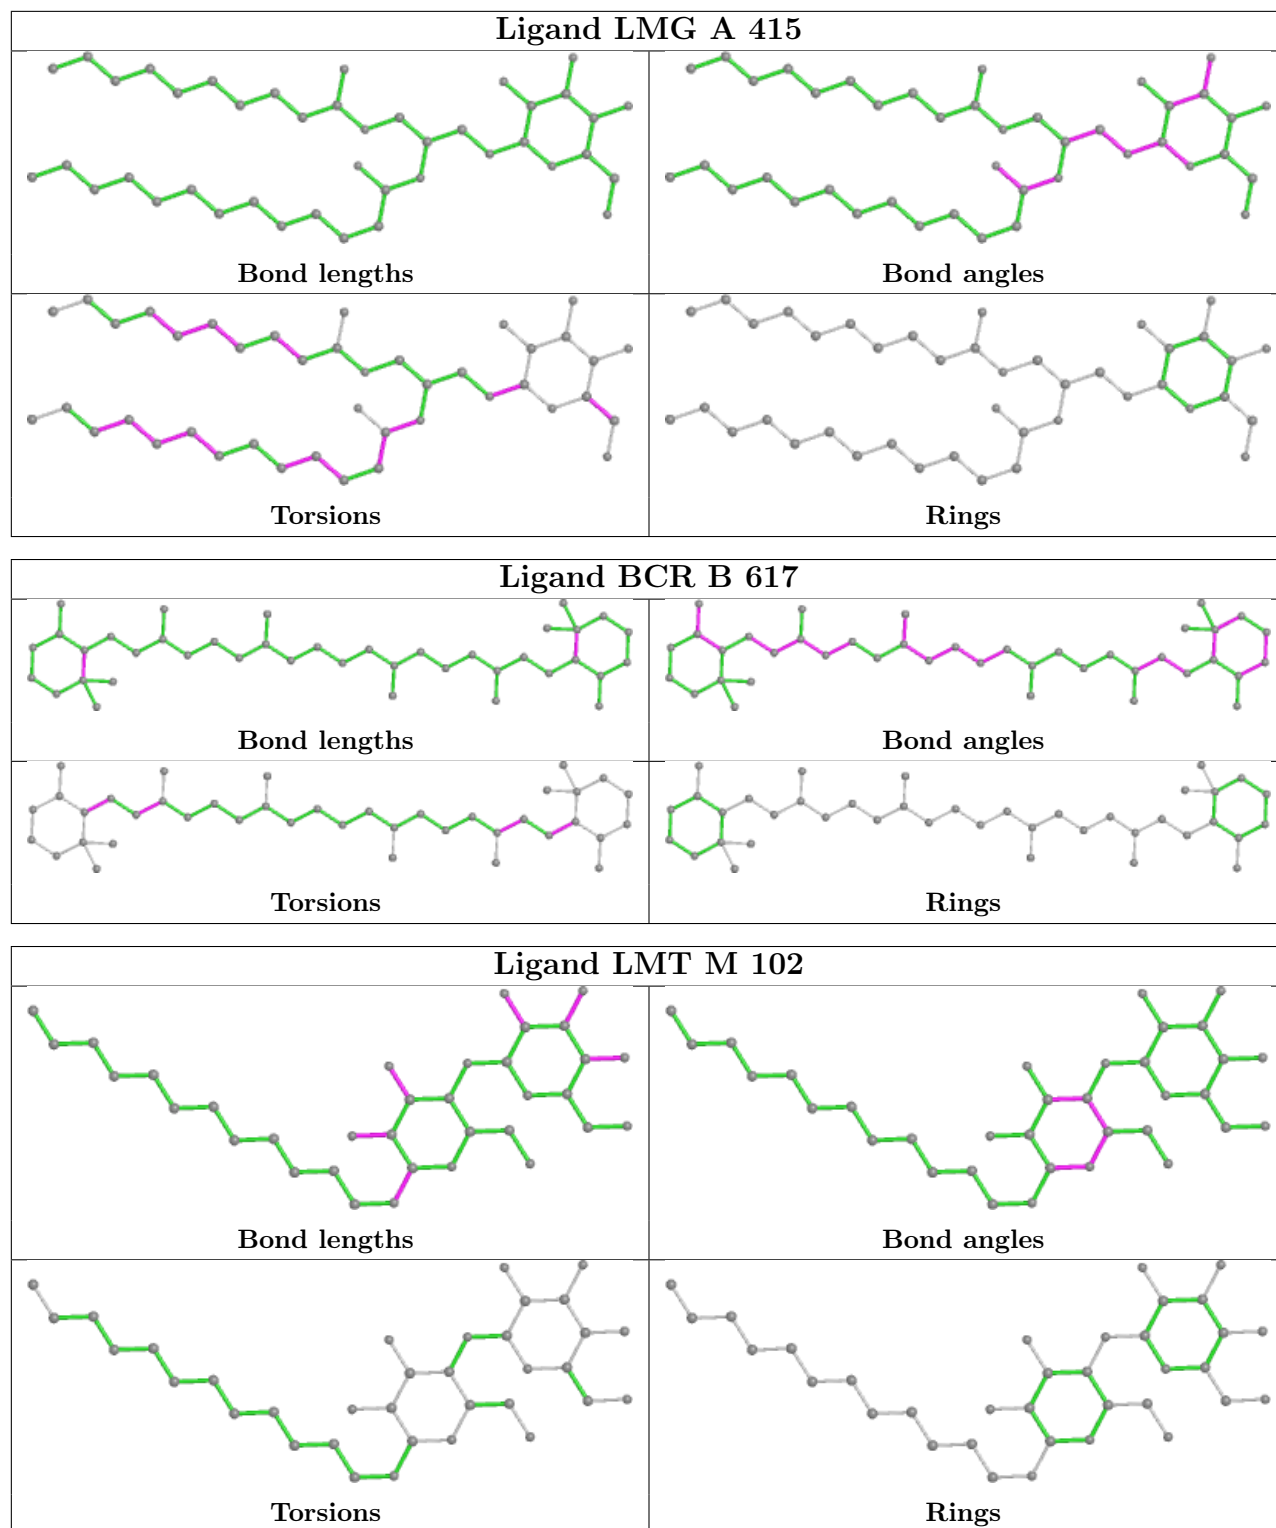 Ligand LMG A 415
Bond lengths
Bond angles
Torsions
Rings
Ligand BCR B 617
Bond lengths
Bond angles
Torsions
Rings
Ligand LMT M 102
Bond lengths
Bond angles
Torsions
Rings